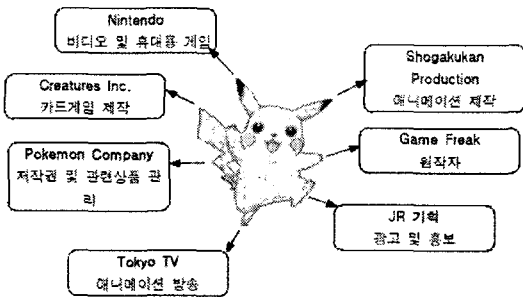 Nintendo
비디오 및 휴대용 게임
Creatures Inc.
카드게임 제작
Pokemon Company
저작권 및 관련상품 관
리
Tokyo TV
애니메이션 방송
Shogakukan
Production
애니메이션 제작
Game Freak
원작자
JR 기획
광고 및 홍보